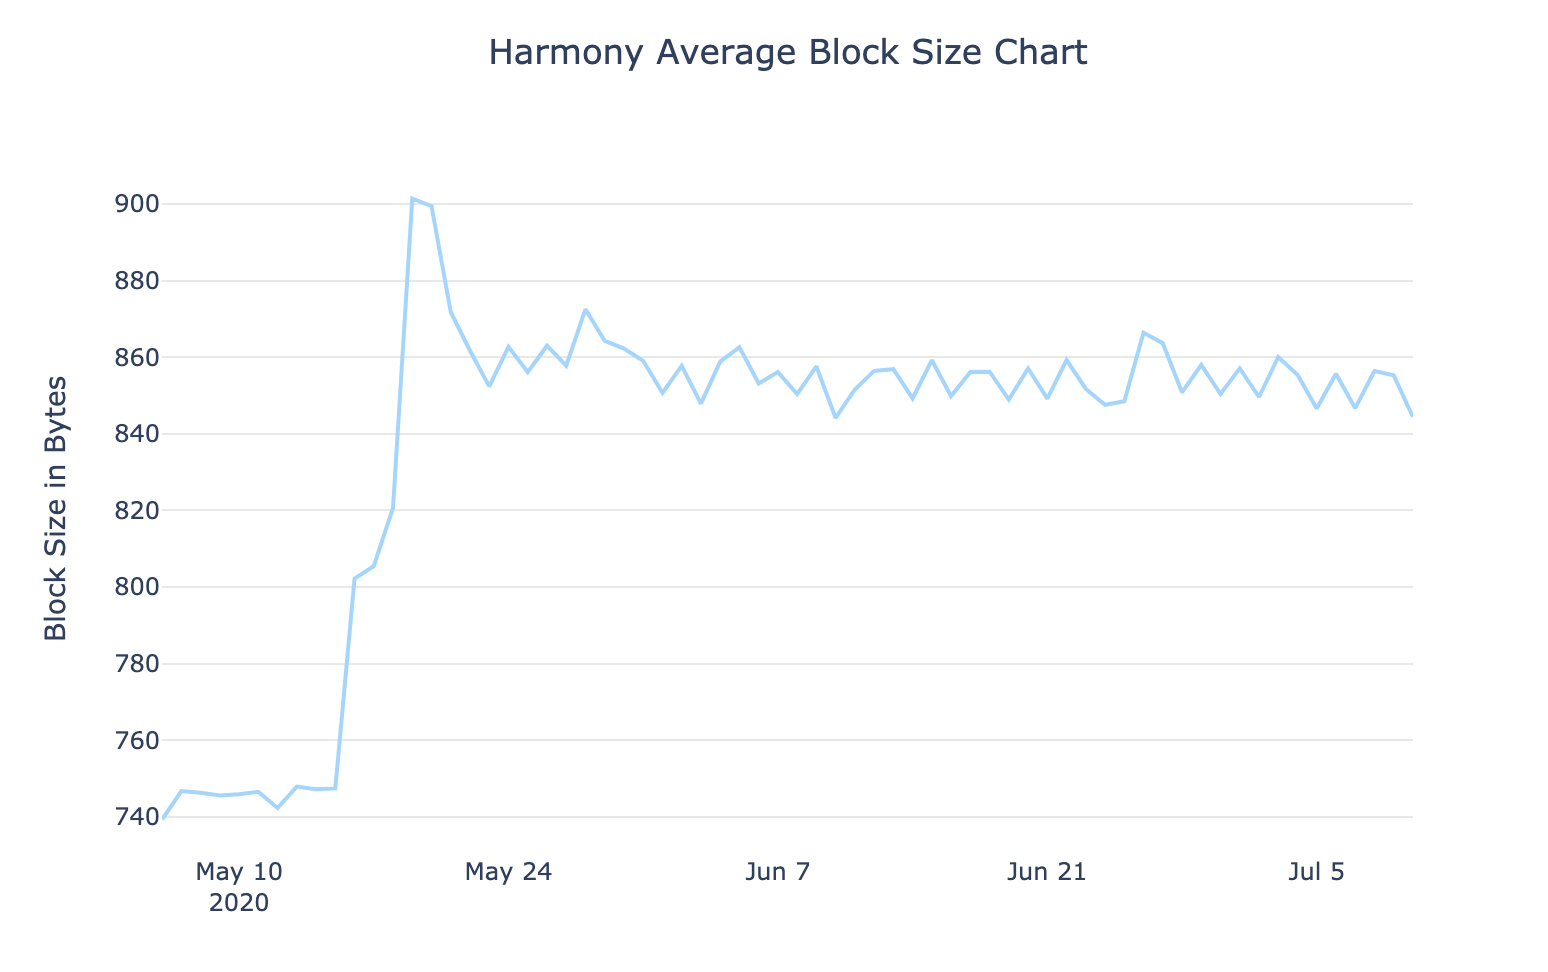 Harmony Average Block Size Chart
Block Size in Bytes
900
880
860
840
820
800
780
760
740
May 10
2020
May 24
Jun 7
Jun 21
Jul 5